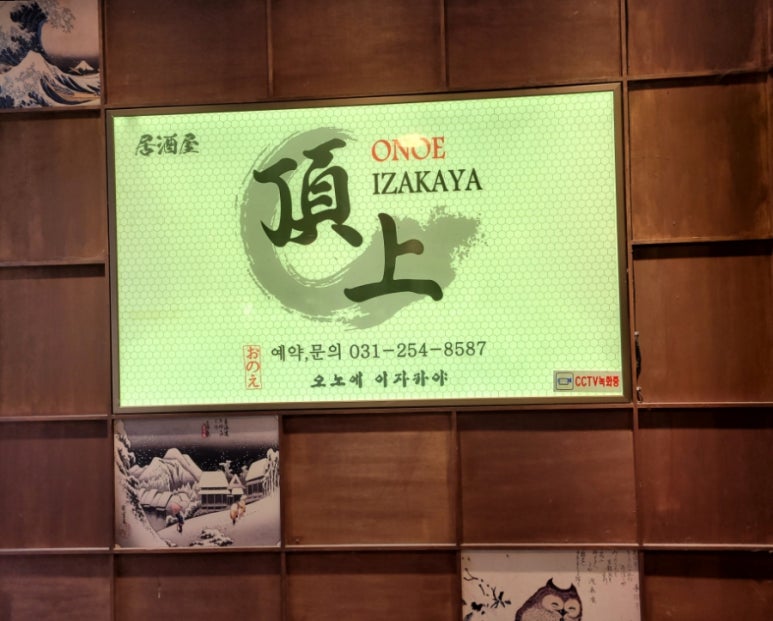 居酒屋
頂上
ONOE
IZAKAYA
おのえ
예약,문의 031-254-8587
오노에 이자카야
CCTV녹화중